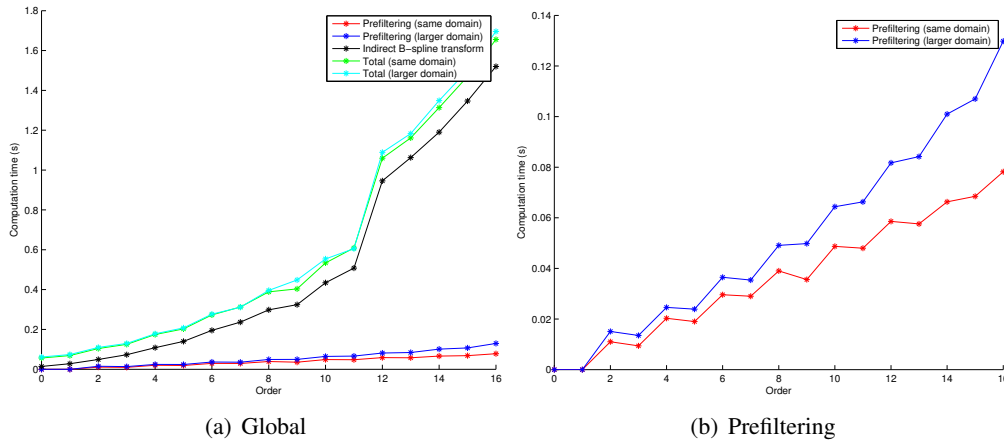 1.8
1.6
1.4
1.2
1
0.8
0.6
0.4
0.2
0
Computation time (s)
Prefiltering (same domain)
Prefiltering (larger domain)
Indirect B-spline transform
Total (same domain)
Total (larger domain)
0 2 4 6 8 10 12 14 16
Order
(a) Global
0.14
0.12
0.1
0.08
0.06
0.04
0.02
0
Computation time (s)
Prefiltering (same domain)
Prefiltering (larger domain)
0 2 4 6 8 10 12 14 16
Order
(b) Prefiltering